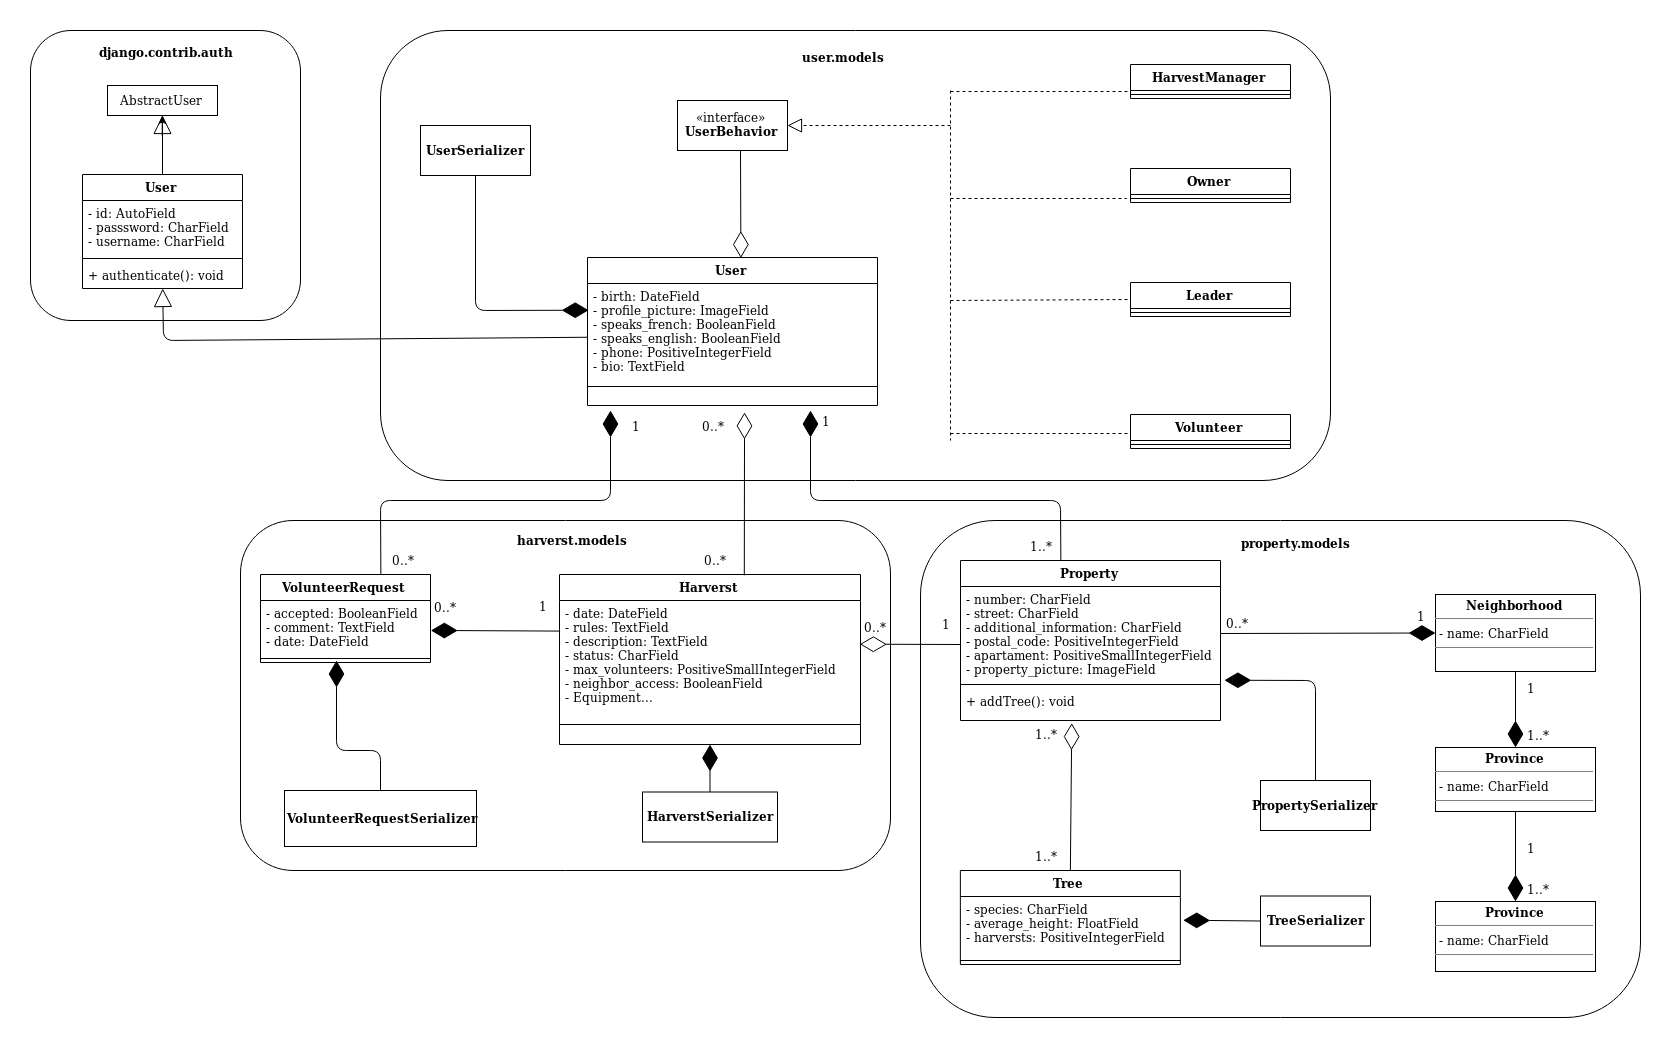 django.contrib.auth
AbstractUser
User
- id: AutoField
- passsword: CharField
- username: CharField
+ authenticate(): void
user.models
UserSerializer
«interface»
UserBehavior
HarvestManager
Owner
Leader
Volunteer
User
- birth: DateField
- profile_picture: ImageField
- speaks_french: BooleanField
- speaks_english: BooleanField
- phone: PositiveIntegerField
- bio: TextField
1
0..*
1
harverst.models
0..*
0..*
VolunteerRequest
- accepted: BooleanField
- comment: TextField
- date: DateField
0..*
1
Harverst
- date: DateField
- rules: TextField
- description: TextField
- status: CharField
- max_volunteers: PositiveSmallIntegerField
- neighbor_access: BooleanField
- Equipment...
0..*
1
VolunteerRequestSerializer
HarverstSerializer
property.models
1..*
Property
- number: CharField
- street: CharField
- additional_information: CharField
- postal_code: PositiveIntegerField
- apartament: PositiveSmallIntegerField
- property_picture: ImageField
+ addTree(): void
0..*
1
Neighborhood
- name: CharField
1
1..*
Province
- name: CharField
1
1..*
Province
- name: CharField
1..*
PropertySerializer
1..*
Tree
- species: CharField
- average_height: FloatField
- harversts: PositiveIntegerField
TreeSerializer